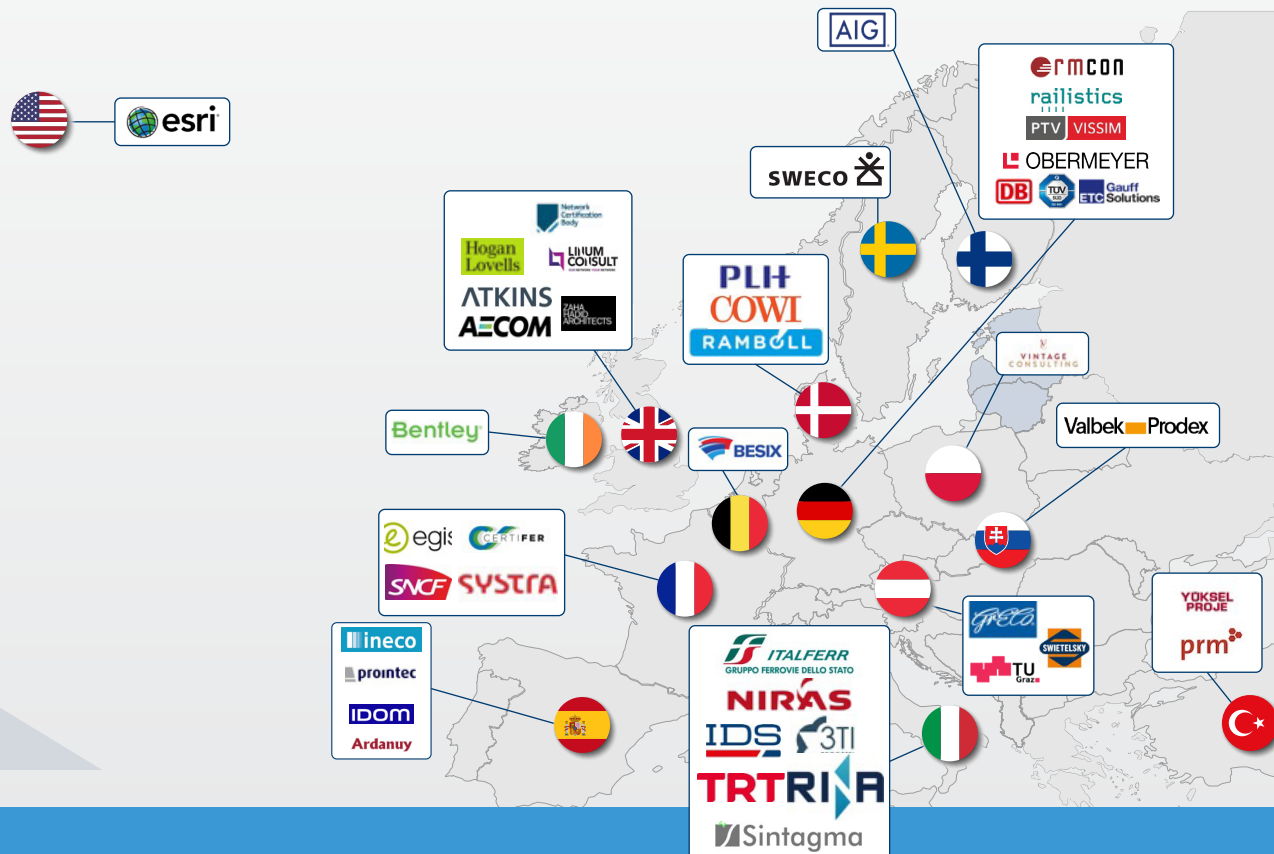 AIG
rmcon
railistics
PTV VISSIM
OBERMEYER
DB TÜV SÜD ETC Gauff Solutions
esri
SWECO
Network
Certification
Body
Hogan
Lovells
LINUM
CONSULT
ATKINS
AECOM
ZAHA
HADID
ARCHITECTS
PLH
COWI
RAMBOLL
VINTAGE
CONSULTING
Valbek Prodex
Bentley
BESIX
egis
CERTIFER
SNCF
SYSTRA
ineco
prointec
IDOM
Ardanuy
ITALFERR
GRUPPO FERROVIE DELLO STATO
NIRAS
IDS
3TI
TRT
RINA
Sintagma
GrECo
SWIETELSKY
TU
Graz
YÜKSEL
PROJE
prm